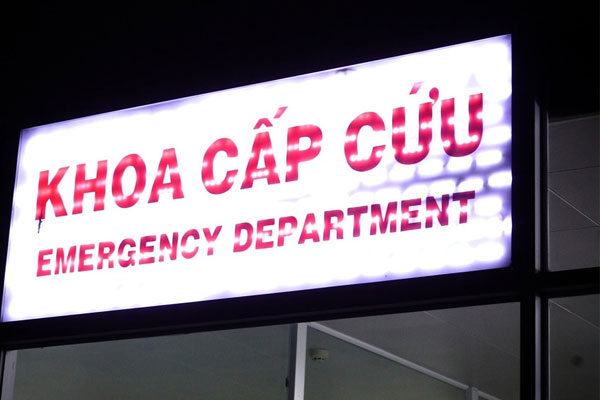 KHOA CẤP CỨU
EMERGENCY DEPARTMENT